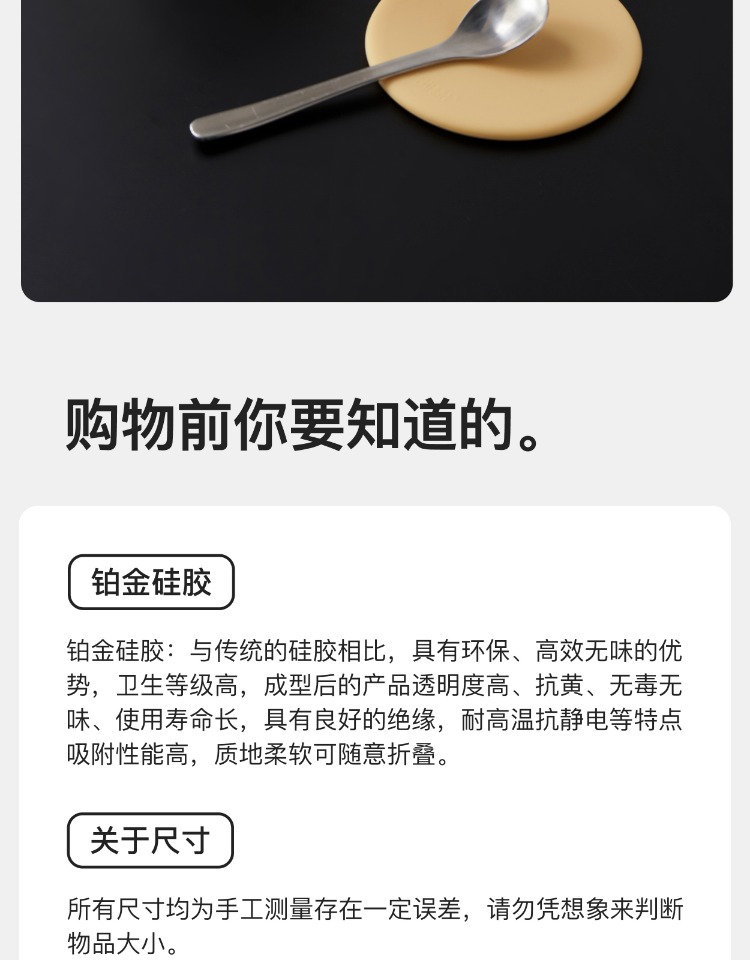 购物前你要知道的。
铂金硅胶
铂金硅胶：与传统的硅胶相比，具有环保、高效无味的优
势，卫生等级高，成型后的产品透明度高、抗黄、无毒无
味、使用寿命长，具有良好的绝缘，耐高温抗静电等特点
吸附性能高，质地柔软可随意折叠。
关于尺寸
所有尺寸均为手工测量存在一定误差，请勿凭想象来判断
物品大小。